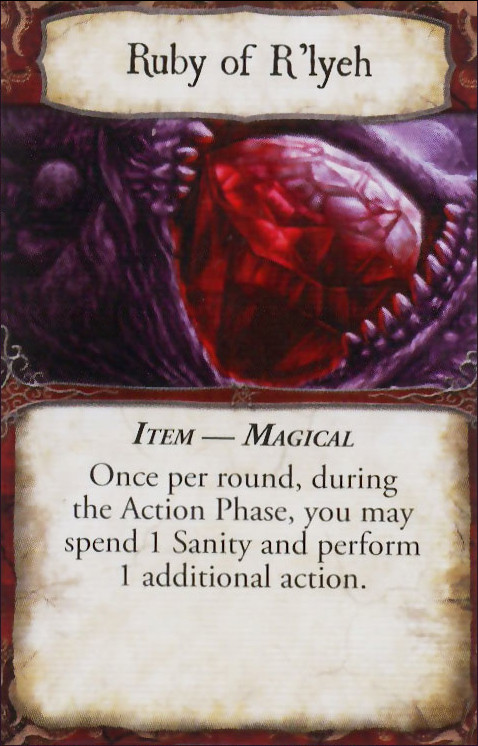 Ruby of R'lyeh
Item — Magical
Once per round, during
the Action Phase, you may
spend 1 Sanity and perform
1 additional action.